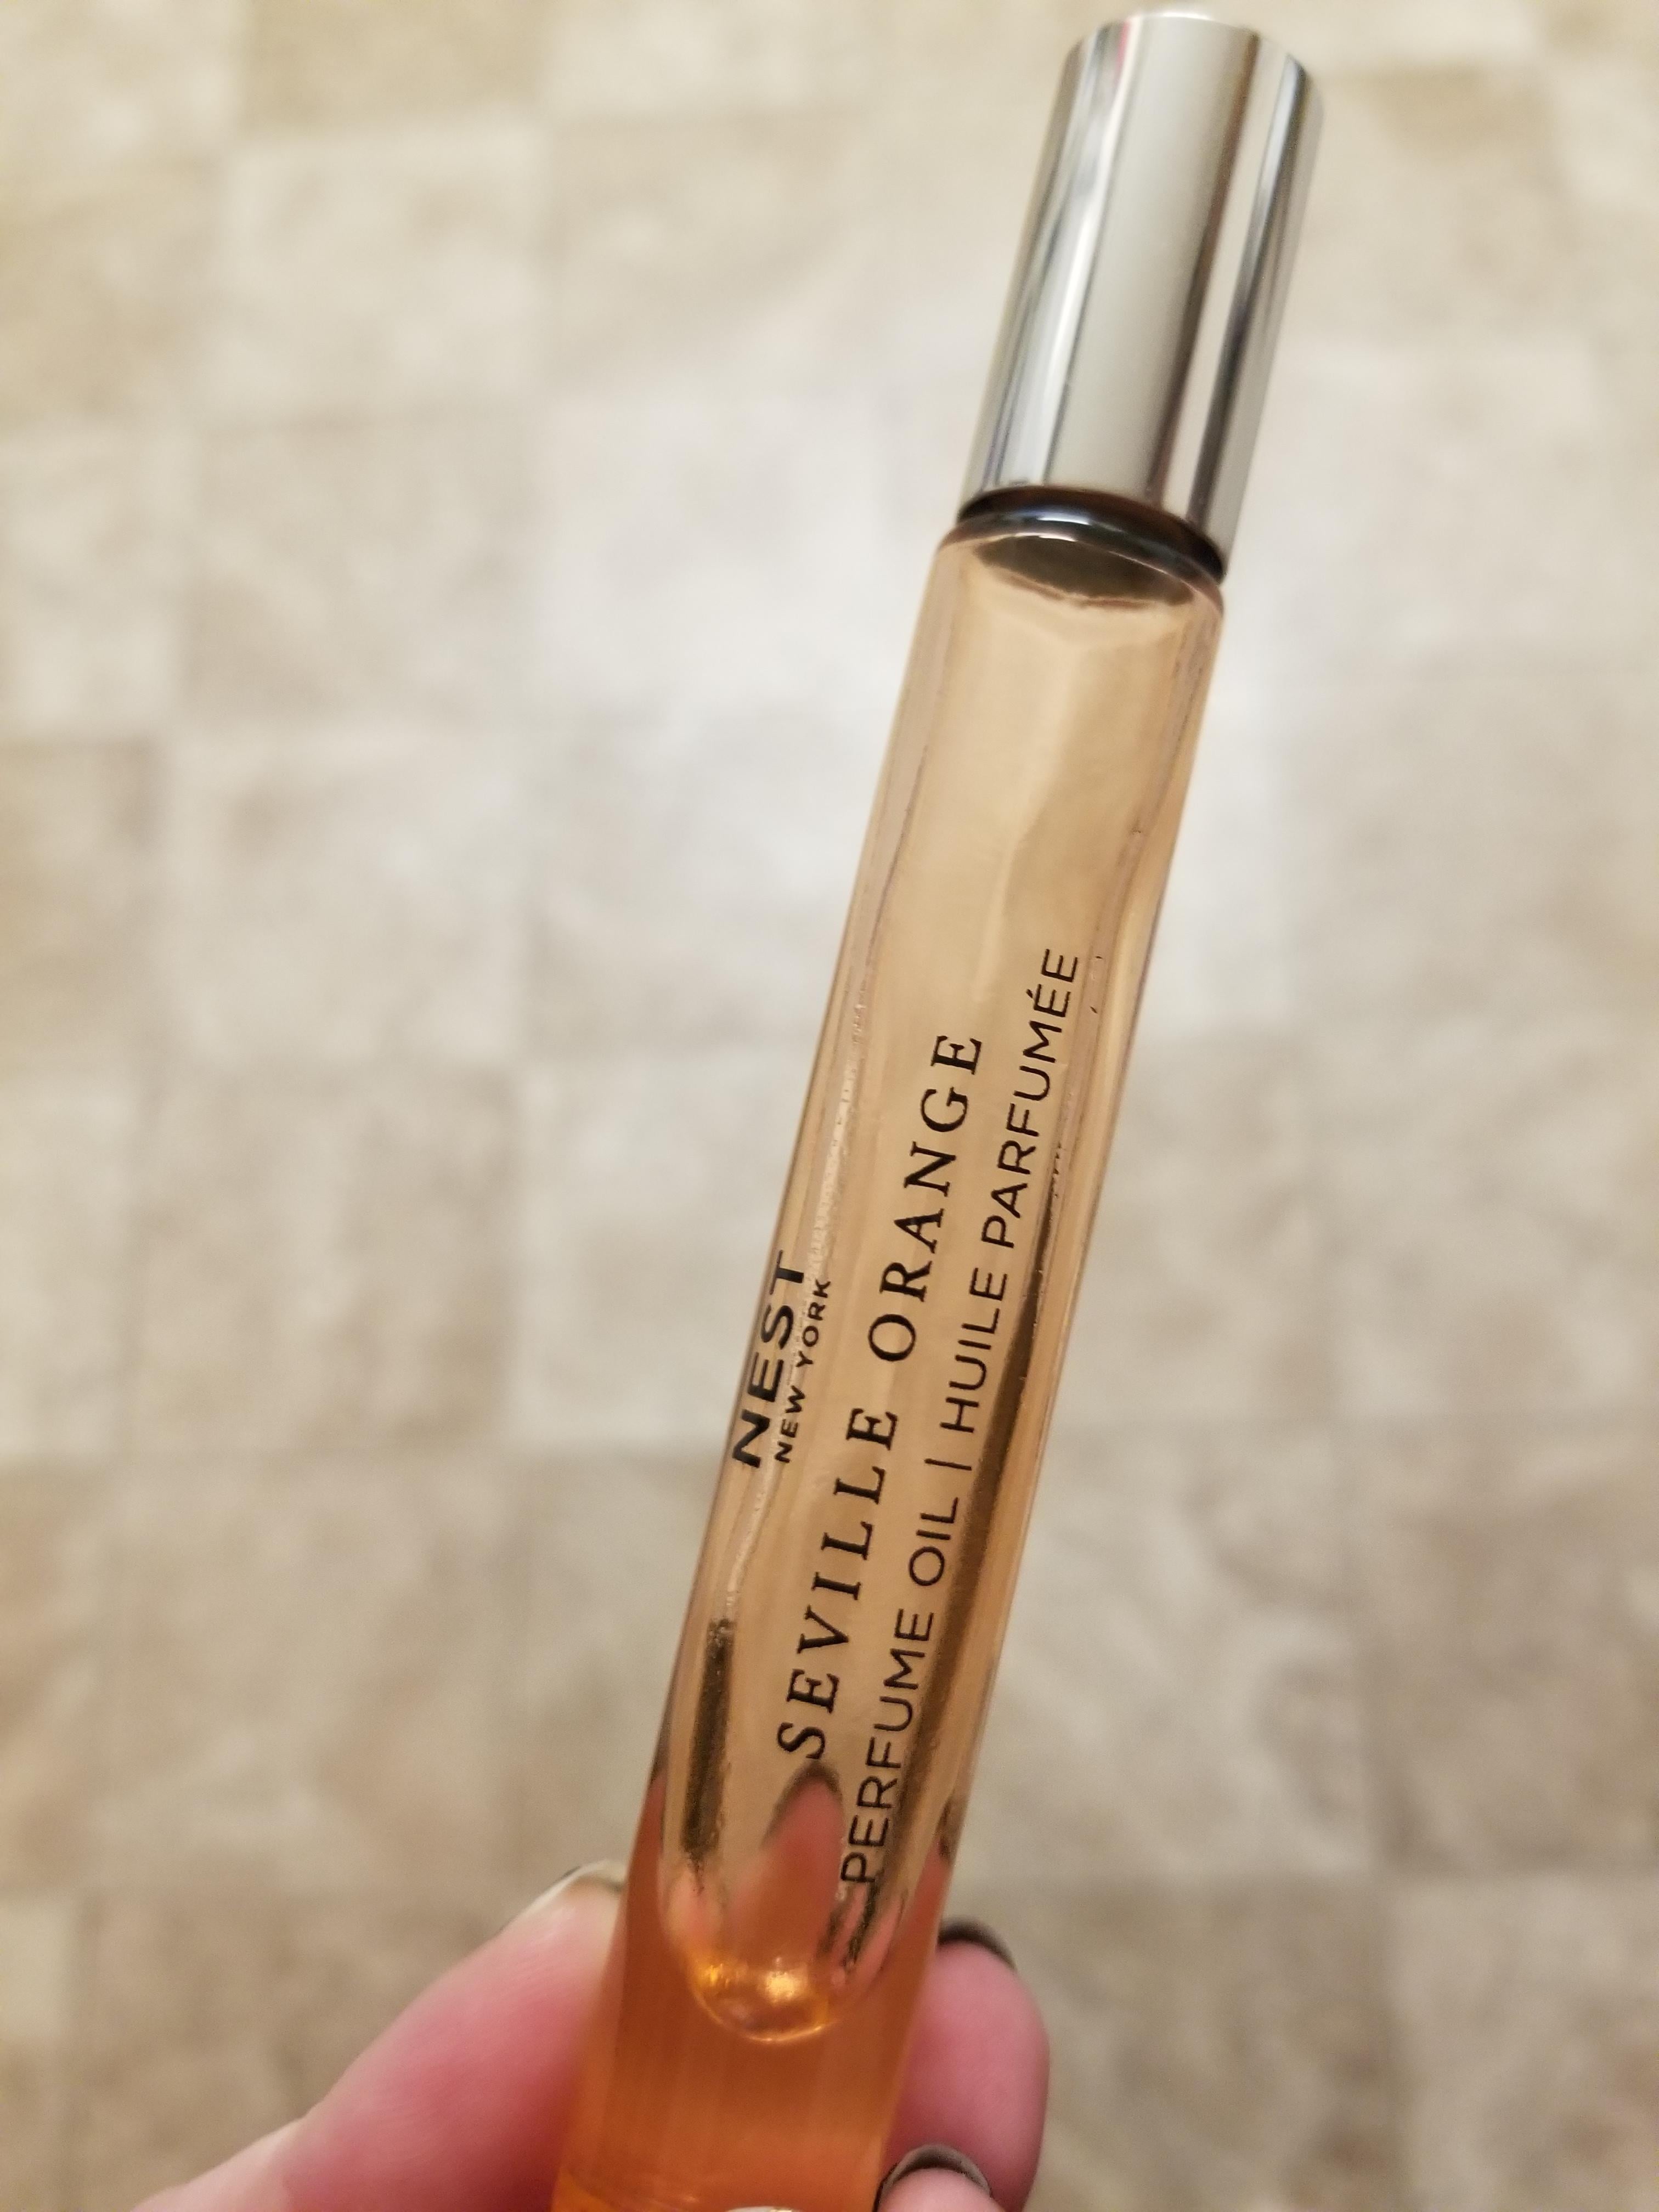 NEST
NEW YORK
SEVILLE ORANGE
PERFUME OIL | HUILE PARFUMÉE